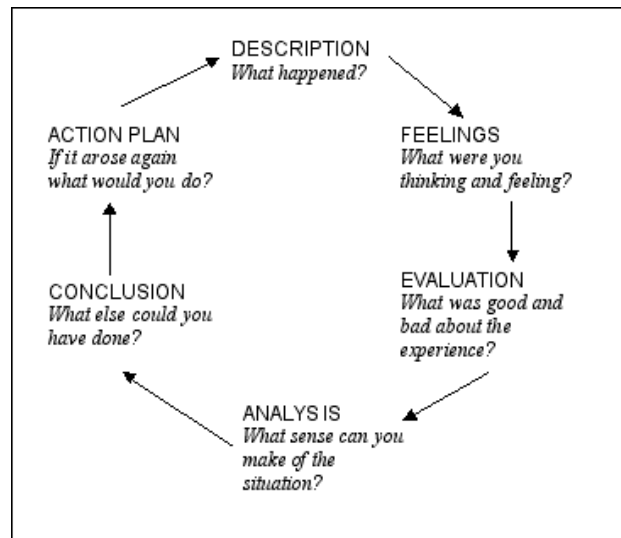 DESCRIPTION
What happened?
FEELINGS
What were you
thinking and feeling?
EVALUATION
What was good and
bad about the
experience?
ANALYSIS
What sense can you
make of the
situation?
CONCLUSION
What else could you
have done?
ACTION PLAN
If it arose again
what would you do?